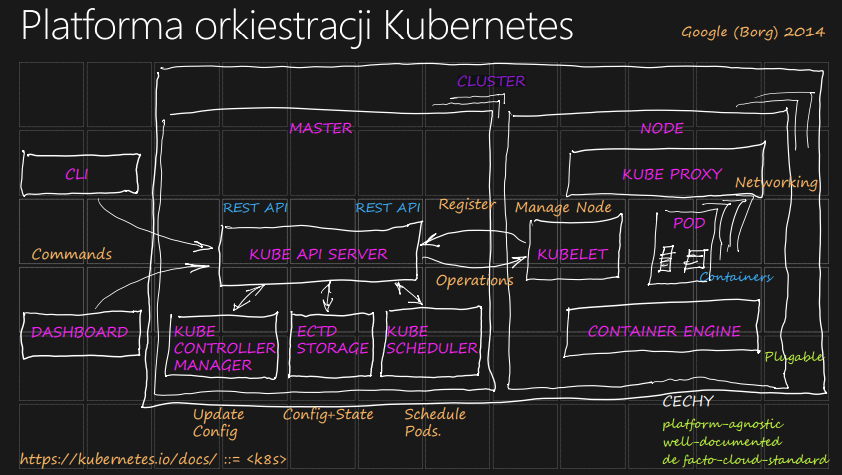 Platforma orkiestracji Kubernetes
Google (Borg) 2014
CLUSTER
MASTER
NODE
CLI
KUBE PROXY
Networking
REST API
REST API
Register
Manage Node
POD
Commands
KUBE API SERVER
KUBELET
Operations
Containers
DASHBOARD
KUBE
CONTROLLER
MANAGER
ECTD
STORAGE
KUBE
SCHEDULER
CONTAINER ENGINE
Plugable
Update
Config
Config+State
Schedule
Pods.
CECHY
platform-agnostic
well-documented
de facto-cloud-standard
https://kubernetes.io/docs/ ::= <k8s>